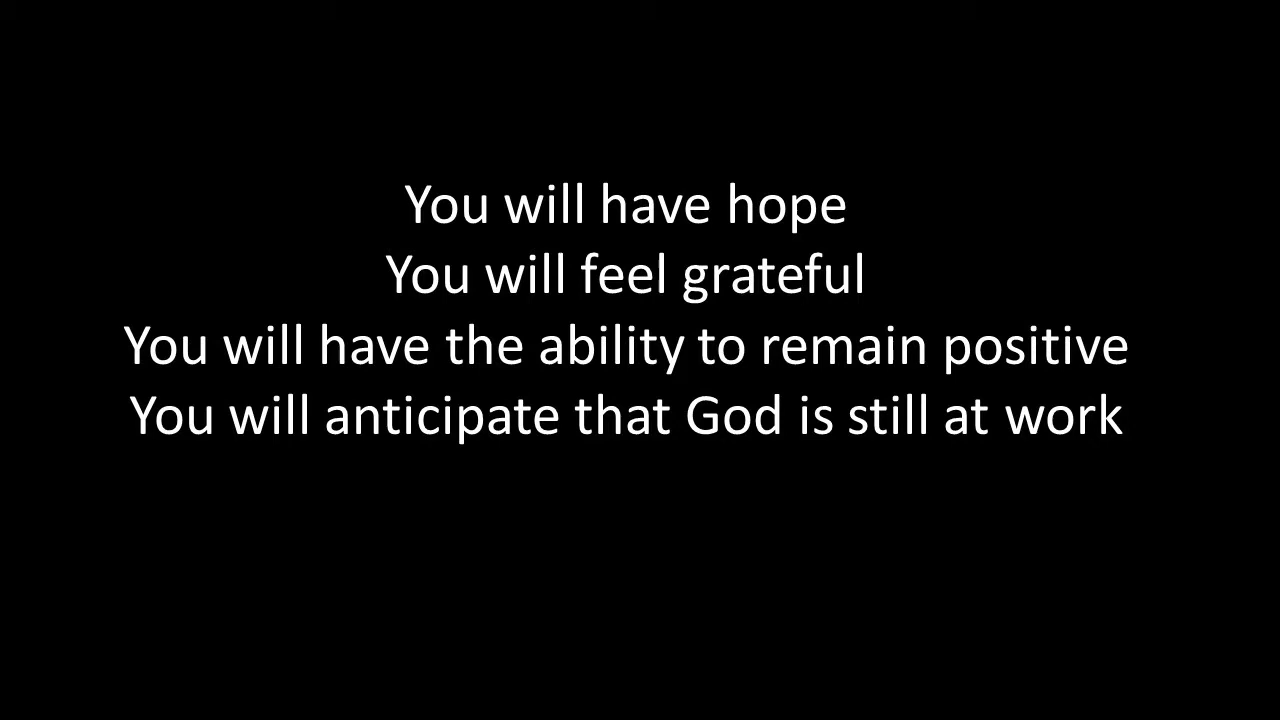 You will have hope
You will feel grateful
You will have the ability to remain positive
You will anticipate that God is still at work